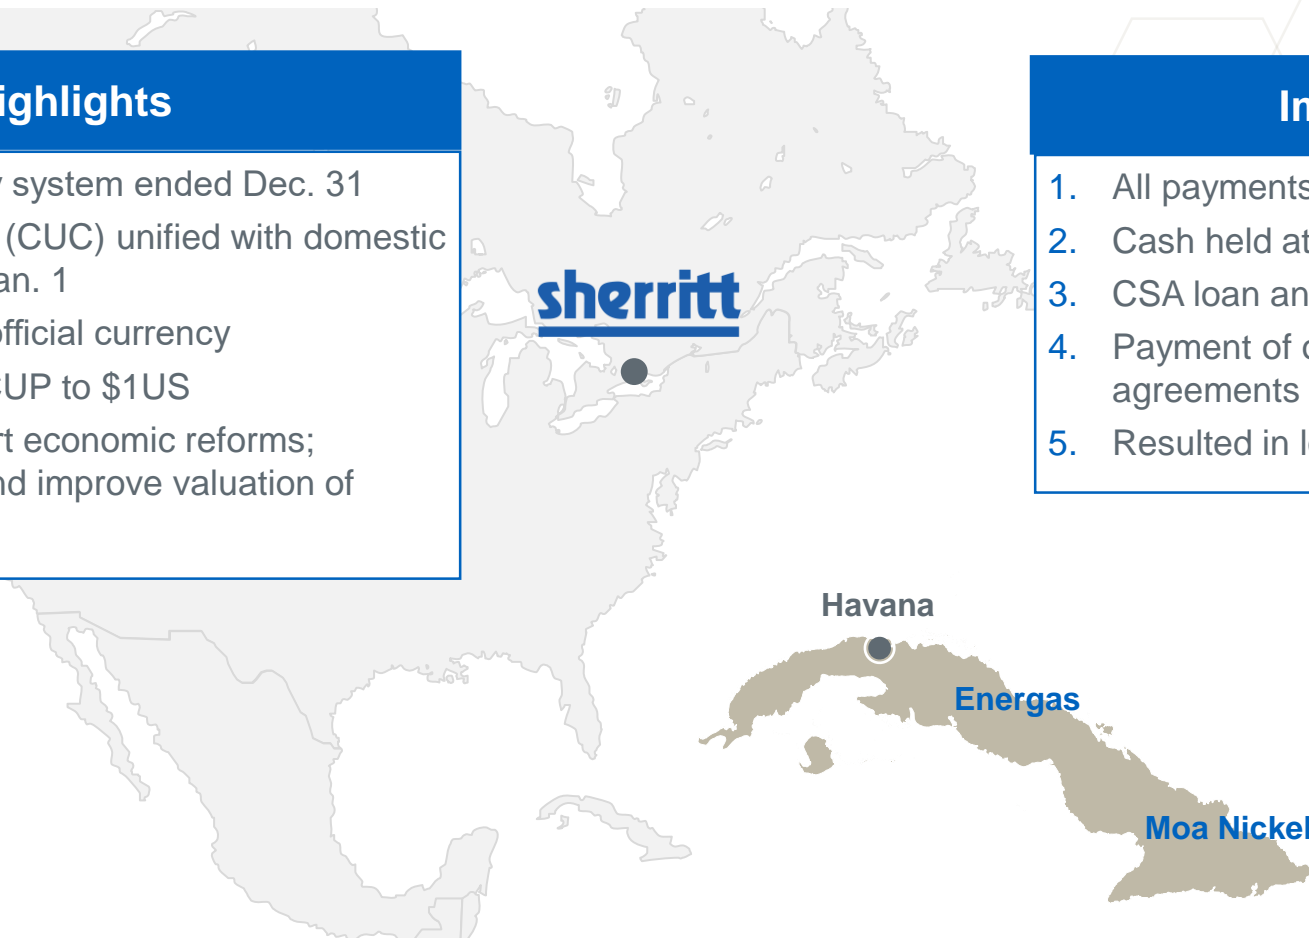 ighlights
system ended Dec. 31
(CUC) unified with domestic
an. 1
official currency
CUP to $1US
rt economic reforms;
nd improve valuation of
sherritt
In
1. All payments
2. Cash held at
3. CSA loan an
4. Payment of
agreements
5. Resulted in
Havana
Energas
Moa Nickel